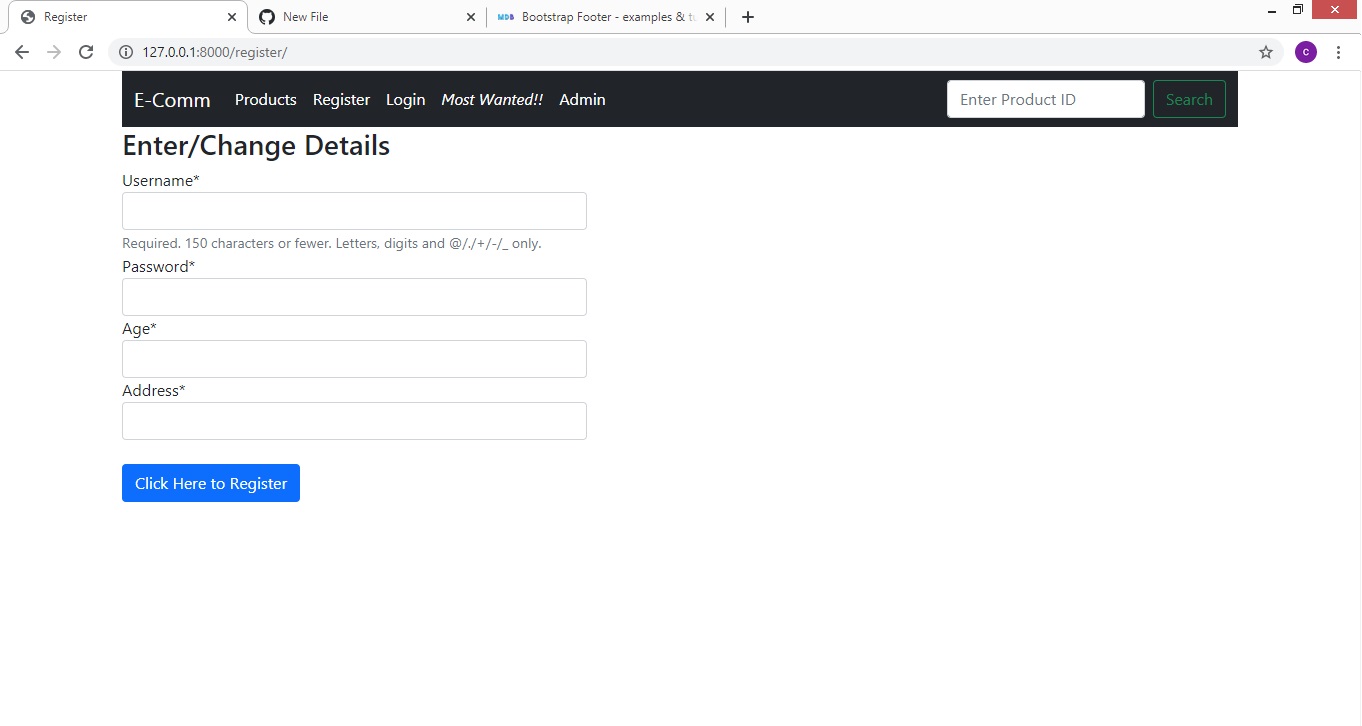 Register
New File
Bootstrap Footer - examples & tu
127.0.0.1:8000/register/
C
E-Comm Products Register Login Most Wanted!! Admin Enter Product ID Search
Enter/Change Details
Username*
Required. 150 characters or fewer. Letters, digits and @/./+/-/_ only.
Password*
Age*
Address*
Click Here to Register